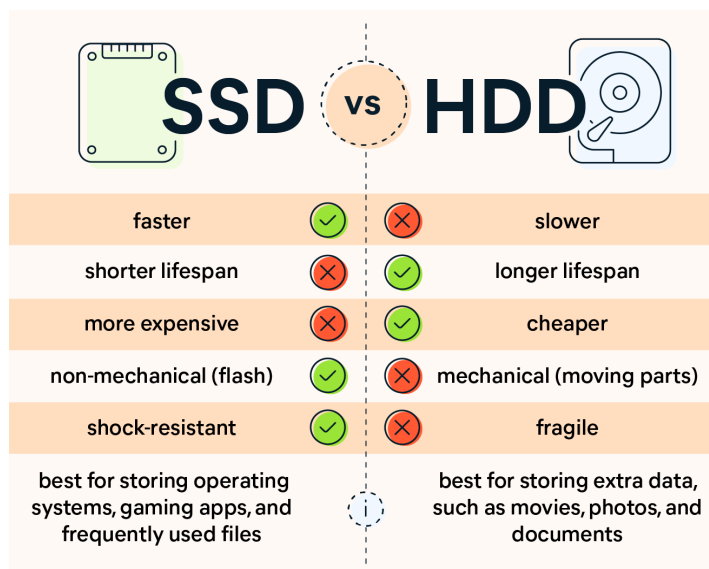 SSD vs HDD
faster slower
shorter lifespan longer lifespan
more expensive cheaper
non-mechanical (flash) mechanical (moving parts)
shock-resistant fragile
best for storing operating
systems, gaming apps, and
frequently used files
i
best for storing extra data,
such as movies, photos, and
documents